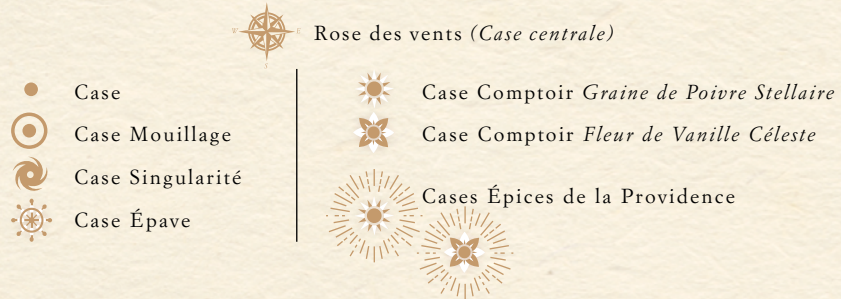 Rose des vents (Case centrale)
Case
Case Mouillage
Case Singularité
Case Épave
Case Comptoir Graine de Poivre Stellaire
Case Comptoir Fleur de Vanille Céleste
Cases Épices de la Providence